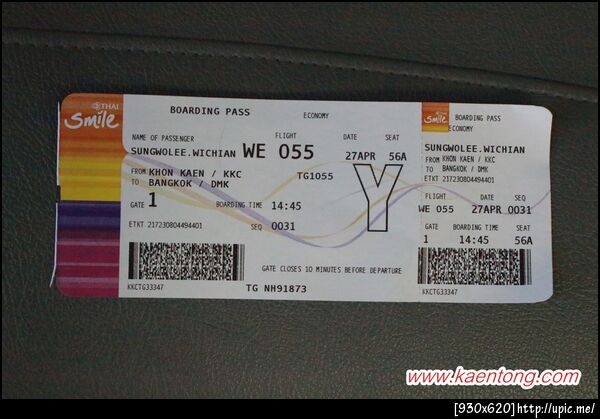 THAI
Smile
BOARDING PASS
ECONOMY
NAME OF PASSENGER FLIGHT DATE SEAT
SUNGWOLEE.WICHIAN WE 055 27APR 56A
FROM KHON KAEN / KKC TG1055
TO BANGKOK / DMK
GATE 1 BOARDING TIME 14:45
ETKT 217230804494401 SEQ 0031
Y
GATE CLOSES 10 MINUTES BEFORE DEPARTURE
KKCTG33347 TG NH91873
THAI
Smile
BOARDING PASS
ECONOMY
SUNGWOLEE.WICHIAN
FROM KHON KAEN / KKC
TO BANGKOK / DMK
ETKT 217230804494401
FLIGHT DATE SEQ
WE 055 27APR 0031
GATE BOARDING TIME SEAT
1 14:45 56A
KKCTG33347
www.kaentong.com
[930x620]http://upic.me/